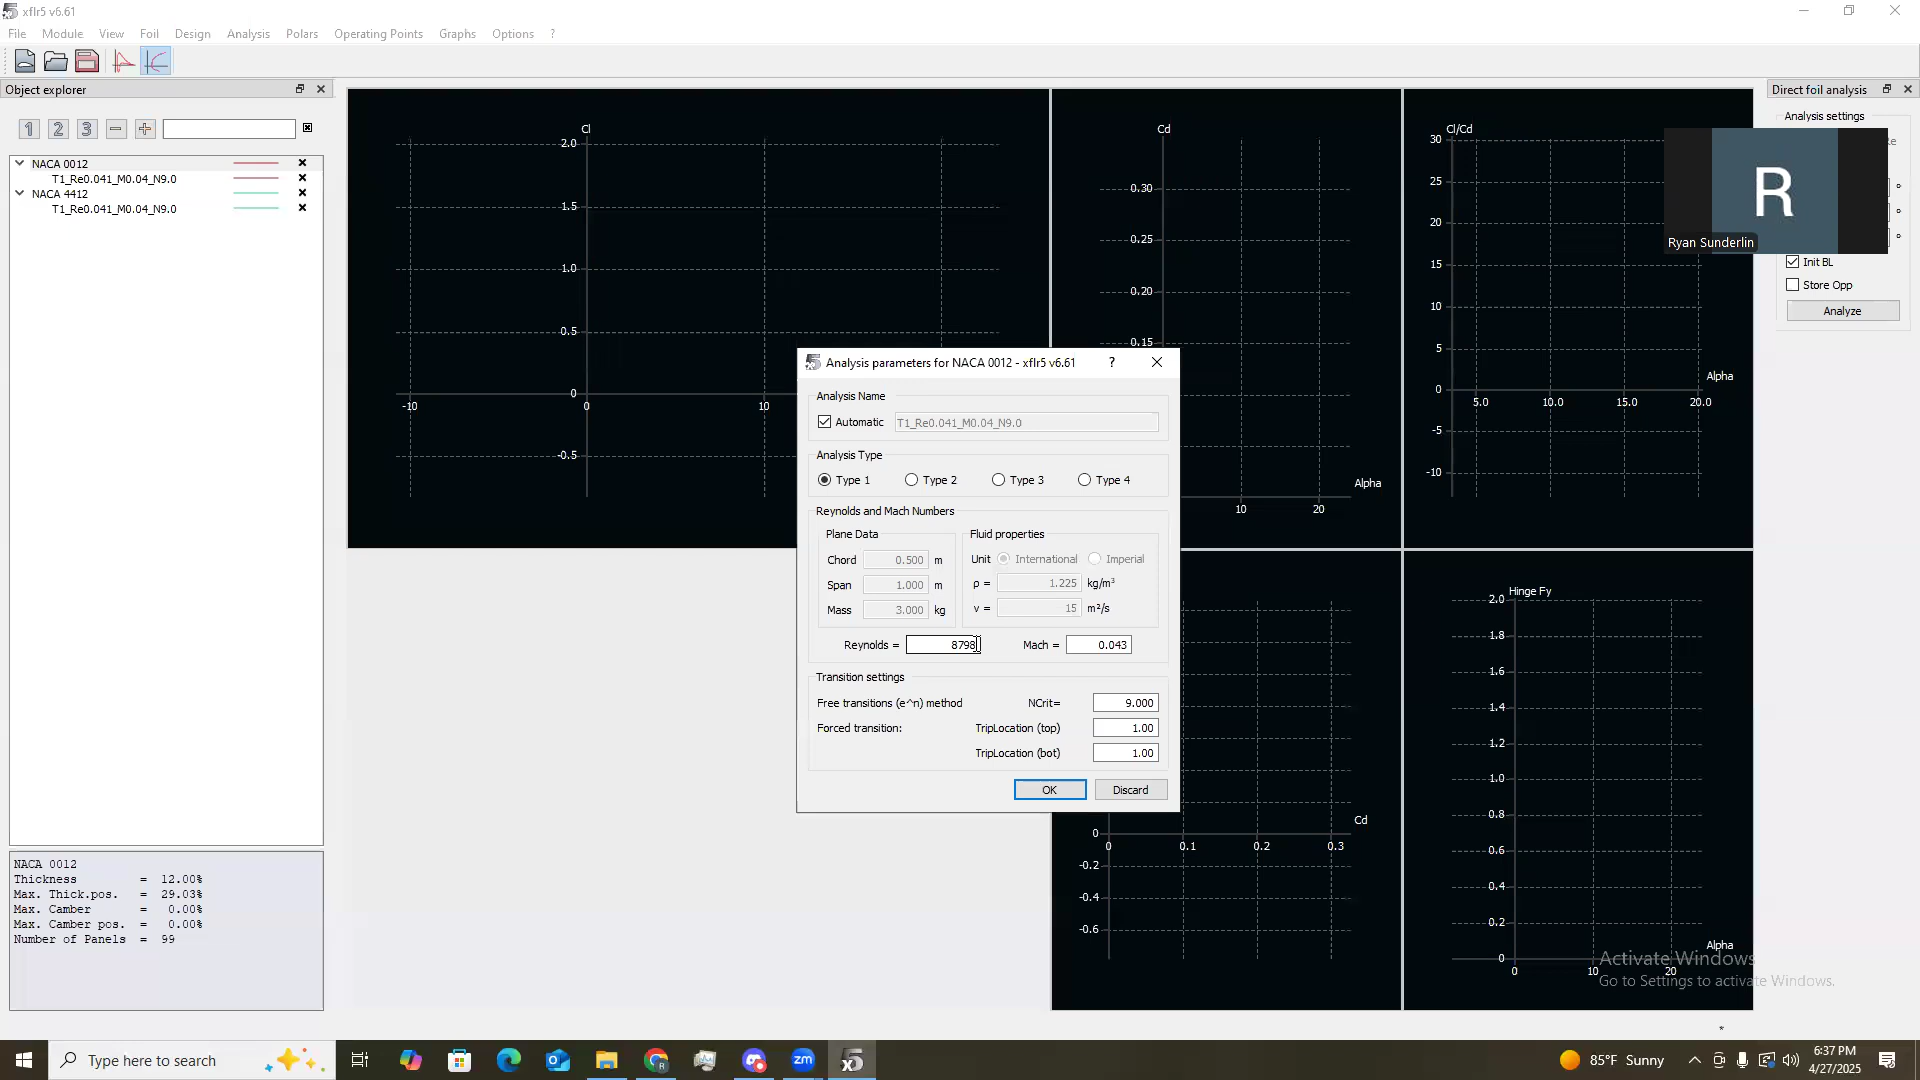 xflr5 v6.61
File Module View Foil Design Analysis Polars Operating Points Graphs Options ?
Object explorer
1 2 3
NACA 0012
T1_Re0.041_M0.04_N9.0
NACA 4412
T1_Re0.041_M0.04_N9.0
NACA 0012
Thickness = 12.00%
Max. Thick.pos. = 29.03%
Max. Camber = 0.00%
Max. Camber pos. = 0.00%
Number of Panels = 99
Cl
2.0
1.5
1.0
0.5
0
-10 0 10
-0.5
Cd
0.30
0.25
0.20
0.15
Alpha
10 20
Cl/Cd
30
25
20
15
10
5
0
Alpha
5.0 10.0 15.0 20.0
-5
-10
Cd
0
0 0.1 0.2 0.3
-0.2
-0.4
-0.6
Hinge Fy
2.0
1.8
1.6
1.4
1.2
1.0
0.8
0.6
0.4
0.2
Alpha
0
0 10 20
Analysis parameters for NACA 0012 - xflr5 v6.61 ?
Analysis Name
Automatic T1_Re0.041_M0.04_N9.0
Analysis Type
Type 1 Type 2 Type 3 Type 4
Reynolds and Mach Numbers
Plane Data
Chord 0.500 m
Span 1.000 m
Mass 3.000 kg
Fluid properties
Unit International Imperial
ρ = 1.225 kg/m³
ν = 15 m²/s
Reynolds = 8798 Mach = 0.043
Transition settings
Free transitions (e^n) method NCrit= 9.000
Forced transition: TripLocation (top) 1.00
TripLocation (bot) 1.00
OK Discard
Direct foil analysis
Analysis settings
R
Ryan Sunderlin
Init BL
Store Opp
Analyze
Activate Windows
Go to Settings to activate Windows.
Type here to search
85°F Sunny
6:37 PM
4/27/2025